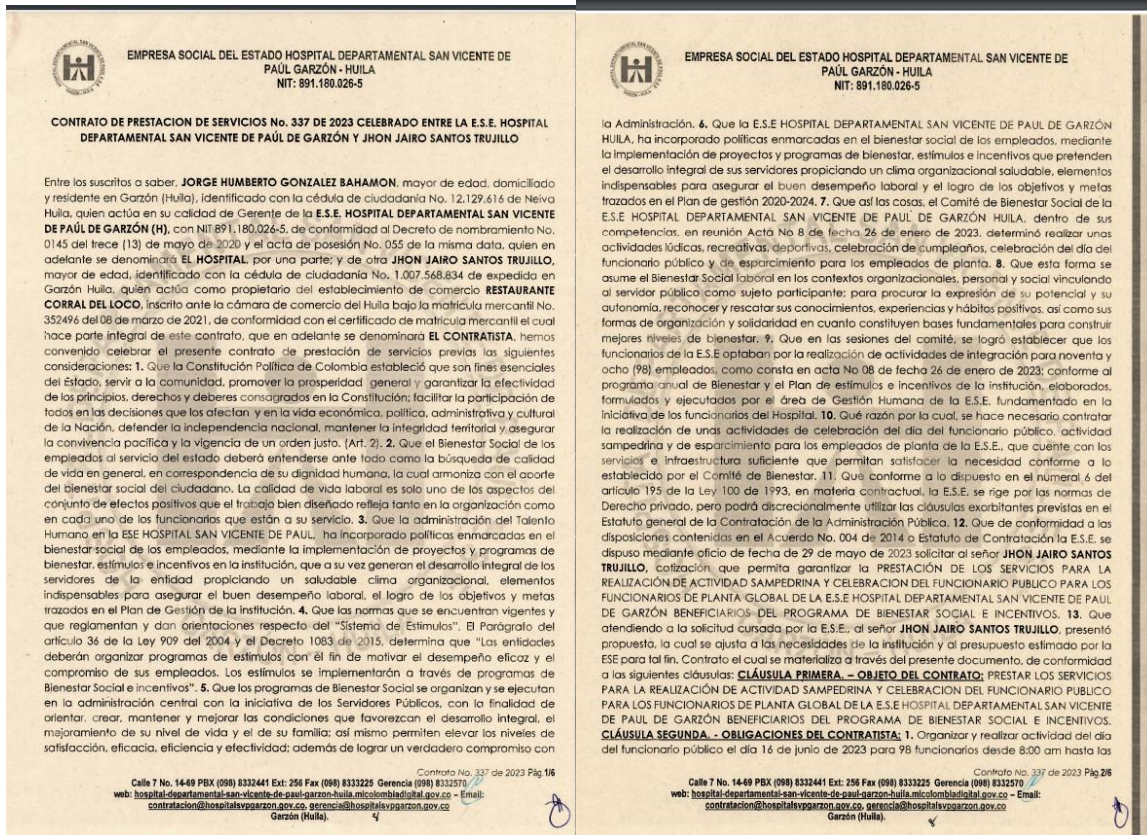 EMPRESA SOCIAL DEL ESTADO HOSPITAL DEPARTAMENTAL SAN VICENTE DE
PAÚL GARZÓN - HUILA
NIT: 891.180.026-5
CONTRATO DE PRESTACION DE SERVICIOS No. 337 DE 2023 CELEBRADO ENTRE LA E.S.E. HOSPITAL
DEPARTAMENTAL SAN VICENTE DE PAÚL DE GARZÓN Y JHON JAIRO SANTOS TRUJILLO
Entre los suscritos a saber, JORGE HUMBERTO GONZALEZ BAHAMON, mayor de edad, domiciliado
y residente en Garzón (Huila), identificado con la cédula de ciudadanía No. 12.129.616 de Neiva
Huila, quien actúa en su calidad de Gerente de la E.S.E. HOSPITAL DEPARTAMENTAL SAN VICENTE
DE PAÚL DE GARZÓN (H), con NIT 891.180.026-5, de conformidad al Decreto de nombramiento No.
0145 del trece (13) de mayo de 2020 y el acta de posesión No. 055 de la misma data, quien en
adelante se denominará EL HOSPITAL, por una parte; y de otra JHON JAIRO SANTOS TRUJILLO,
mayor de edad, identificado con la cédula de ciudadanía No. 1.007.568.834 de expedida en
Garzón Huila, quien actúa como propietario del establecimiento de comercio RESTAURANTE
CORRAL DEL LOCO, inscrito ante la cámara de comercio del Huila bajo la matrícula mercantil No.
352496 del 08 de marzo de 2021, de conformidad con el certificado de matrícula mercantil el cual
hace parte integral de este contrato, que en adelante se denominará EL CONTRATISTA, hemos
convenido celebrar el presente contrato de prestación de servicios previas las siguientes
consideraciones: 1. Que la Constitución Política de Colombia estableció que son fines esenciales
del Estado, servir a la comunidad, promover la prosperidad general y garantizar la efectividad
de los principios, derechos y deberes consagrados en la Constitución; facilitar la participación de
todos en las decisiones que los afectan y en la vida económica, política, administrativa y cultural
de la Nación, defender la independencia nacional, mantener la integridad territorial y asegurar
la convivencia pacífica y la vigencia de un orden justo. (Art. 2). 2. Que el Bienestar Social de los
empleados al servicio del estado deberá entenderse ante todo como la búsqueda de calidad
de vida en general, en correspondencia de su dignidad humana, la cual armoniza con el aporte
del bienestar social del ciudadano. La calidad de vida laboral es solo uno de los aspectos del
conjunto de efectos positivos que el trabajo bien diseñado refleja tanto en la organización como
en cada uno de los funcionarios que están a su servicio. 3. Que la administración del Talento
Humano en la ESE HOSPITAL SAN VICENTE DE PAUL, ha incorporado políticas enmarcadas en el
bienestar social de los empleados, mediante la implementación de proyectos y programas de
bienestar, estímulos e incentivos en la institución, que a su vez generan el desarrollo integral de los
servidores de la entidad propiciando un saludable clima organizacional, elementos
indispensables para asegurar el buen desempeño laboral, el logro de los objetivos y metas
trazados en el Plan de Gestión de la institución. 4. Que las normas que se encuentran vigentes y
que reglamentan y dan orientaciones respecto del "Sistema de Estímulos". El Parágrafo del
artículo 36 de la Ley 909 del 2004 y el Decreto 1083 de 2015, determina que "Las entidades
deberán organizar programas de estímulos con el fin de motivar el desempeño eficaz y el
compromiso de sus empleados. Los estímulos se implementarán a través de programas de
Bienestar Social e incentivos". 5. Que los programas de Bienestar Social se organizan y se ejecutan
en la administración central con la iniciativa de los Servidores Públicos, con la finalidad de
orientar, crear, mantener y mejorar las condiciones que favorezcan el desarrollo integral, el
mejoramiento de su nivel de vida y el de su familia; así mismo permiten elevar los niveles de
satisfacción, eficacia, eficiencia y efectividad; además de lograr un verdadero compromiso con
Contrato No. 337 de 2023 Pág. 1/6
Calle 7 No. 14-69 PBX (098) 8332441 Ext: 256 Fax (098) 8333225 Gerencia (098) 8332570
web: hospital-departamental-san-vicente-de-paul-garzon-huila.micolombiadigital.gov.co – Email:
contratacion@hospitalsvpgarzon.gov.co, gerencia@hospitalsvpgarzon.gov.co
Garzón (Huila).
EMPRESA SOCIAL DEL ESTADO HOSPITAL DEPARTAMENTAL SAN VICENTE DE
PAÚL GARZÓN - HUILA
NIT: 891.180.026-5
la Administración. 6. Que la E.S.E HOSPITAL DEPARTAMENTAL SAN VICENTE DE PAUL DE GARZÓN
HUILA, ha incorporado políticas enmarcadas en el bienestar social de los empleados, mediante
la implementación de proyectos y programas de bienestar, estímulos e incentivos que pretenden
el desarrollo integral de sus servidores propiciando un clima organizacional saludable, elementos
indispensables para asegurar el buen desempeño laboral y el logro de los objetivos y metas
trazados en el Plan de gestión 2020-2024. 7. Que así las cosas, el Comité de Bienestar Social de la
E.S.E HOSPITAL DEPARTAMENTAL SAN VICENTE DE PAUL DE GARZÓN HUILA, dentro de sus
competencias, en reunión Acta No 8 de fecha 26 de enero de 2023, determinó realizar unas
actividades lúdicas, recreativas, deportivas, celebración de cumpleaños, celebración del día del
funcionario público y de esparcimiento para los empleados de planta. 8. Que esta forma se
asume el Bienestar Social laboral en los contextos organizacionales, personal y social vinculando
al servidor público como sujeto participante; para procurar la expresión de su potencial y su
autonomía, reconocer y rescatar sus conocimientos, experiencias y hábitos positivos, así como sus
formas de organización y solidaridad en cuanto constituyen bases fundamentales para construir
mejores niveles de bienestar. 9. Que en las sesiones del comité, se logró establecer que los
funcionarios de la E.S.E optaban por la realización de actividades de integración para noventa y
ocho (98) empleados, como consta en acta No 08 de fecha 26 de enero de 2023; conforme al
programa anual de Bienestar y el Plan de estímulos e incentivos de la institución, elaborados,
formulados y ejecutados por el área de Gestión Humana de la E.S.E. fundamentado en la
iniciativa de los funcionarios del Hospital. 10. Qué razón por la cual, se hace necesario contratar
la realización de unas actividades de celebración del día del funcionario público, actividad
sampedrina y de esparcimiento para los empleados de planta de la E.S.E., que cuente con los
servicios e infraestructura suficiente que permitan satisfacer la necesidad conforme a lo
establecido por el Comité de Bienestar. 11. Que conforme a lo dispuesto en el numeral 6 del
artículo 195 de la Ley 100 de 1993, en materia contractual, la E.S.E. se rige por las normas de
Derecho privado, pero podrá discrecionalmente utilizar las cláusulas exorbitantes previstas en el
Estatuto general de la Contratación de la Administración Pública. 12. Que de conformidad a las
disposiciones contenidas en el Acuerdo No. 004 de 2014 o Estatuto de Contratación la E.S.E. se
dispuso mediante oficio de fecha de 29 de mayo de 2023 solicitar al señor JHON JAIRO SANTOS
TRUJILLO, cotización que permita garantizar la PRESTACIÓN DE LOS SERVICIOS PARA LA
REALIZACIÓN DE ACTIVIDAD SAMPEDRINA Y CELEBRACION DEL FUNCIONARIO PUBLICO PARA LOS
FUNCIONARIOS DE PLANTA GLOBAL DE LA E.S.E HOSPITAL DEPARTAMENTAL SAN VICENTE DE PAUL
DE GARZÓN BENEFICIARIOS DEL PROGRAMA DE BIENESTAR SOCIAL E INCENTIVOS. 13. Que
atendiendo a la solicitud cursada por la E.S.E., al señor JHON JAIRO SANTOS TRUJILLO, presentó
propuesta, la cual se ajusta a las necesidades de la institución y al presupuesto estimado por la
ESE para tal fin. Contrato el cual se materializa a través del presente documento, de conformidad
a las siguientes cláusulas: CLÁUSULA PRIMERA. – OBJETO DEL CONTRATO: PRESTAR LOS SERVICIOS
PARA LA REALIZACIÓN DE ACTIVIDAD SAMPEDRINA Y CELEBRACION DEL FUNCIONARIO PUBLICO
PARA LOS FUNCIONARIOS DE PLANTA GLOBAL DE LA E.S.E HOSPITAL DEPARTAMENTAL SAN VICENTE
DE PAUL DE GARZÓN BENEFICIARIOS DEL PROGRAMA DE BIENESTAR SOCIAL E INCENTIVOS.
CLÁUSULA SEGUNDA. - OBLIGACIONES DEL CONTRATISTA: 1. Organizar y realizar actividad del día
del funcionario público el día 16 de junio de 2023 para 98 funcionarios desde 8:00 am hasta las
Contrato No. 337 de 2023 Pág. 2/6
Calle 7 No. 14-69 PBX (098) 8332441 Ext: 256 Fax (098) 8333225 Gerencia (098) 8332570
web: hospital-departamental-san-vicente-de-paul-garzon-huila.micolombiadigital.gov.co – Email:
contratacion@hospitalsvpgarzon.gov.co, gerencia@hospitalsvpgarzon.gov.co
Garzón (Huila).